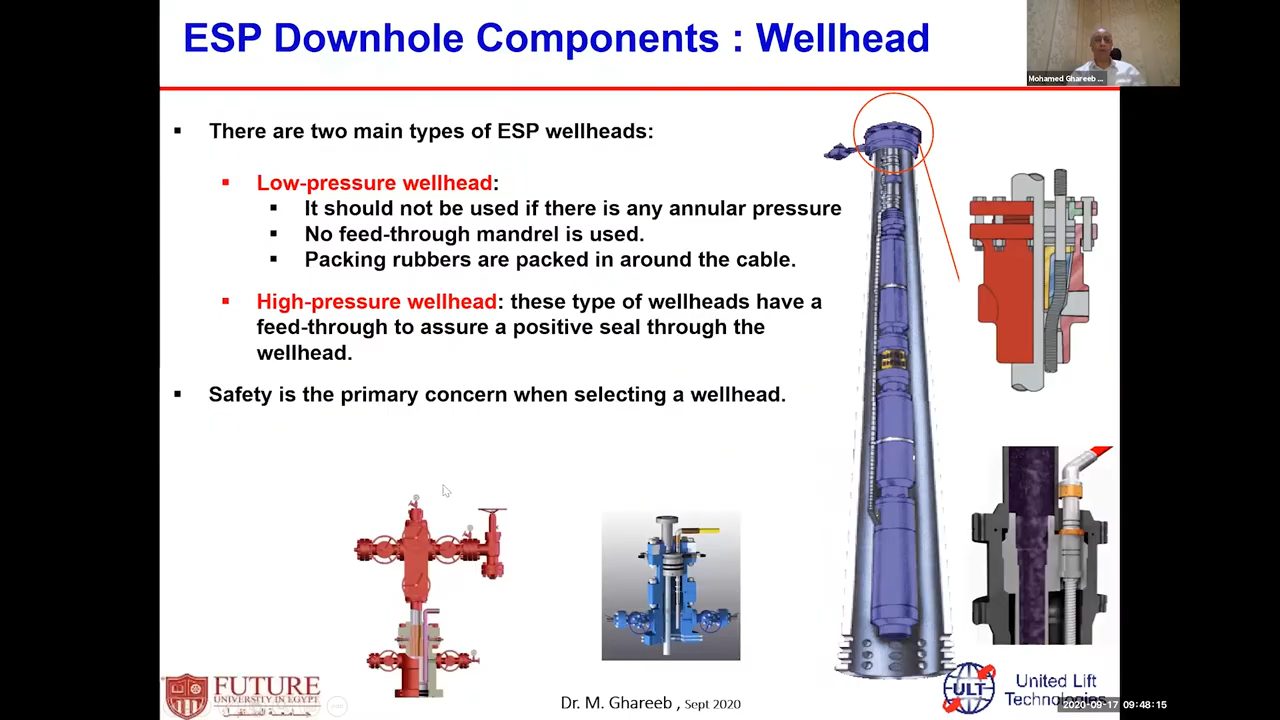 ESP Downhole Components : Wellhead
Mohamed Ghareeb ...
There are two main types of ESP wellheads:
Low-pressure wellhead:
It should not be used if there is any annular pressure
No feed-through mandrel is used.
Packing rubbers are packed in around the cable.
High-pressure wellhead: these type of wellheads have a
feed-through to assure a positive seal through the
wellhead.
Safety is the primary concern when selecting a wellhead.
FUTURE
UNIVERSITY IN EGYPT
جامعة المستقبل
Dr. M. Ghareeb , Sept 2020
ULT
United Lift
Technologies
2020-09-17 09:48:15